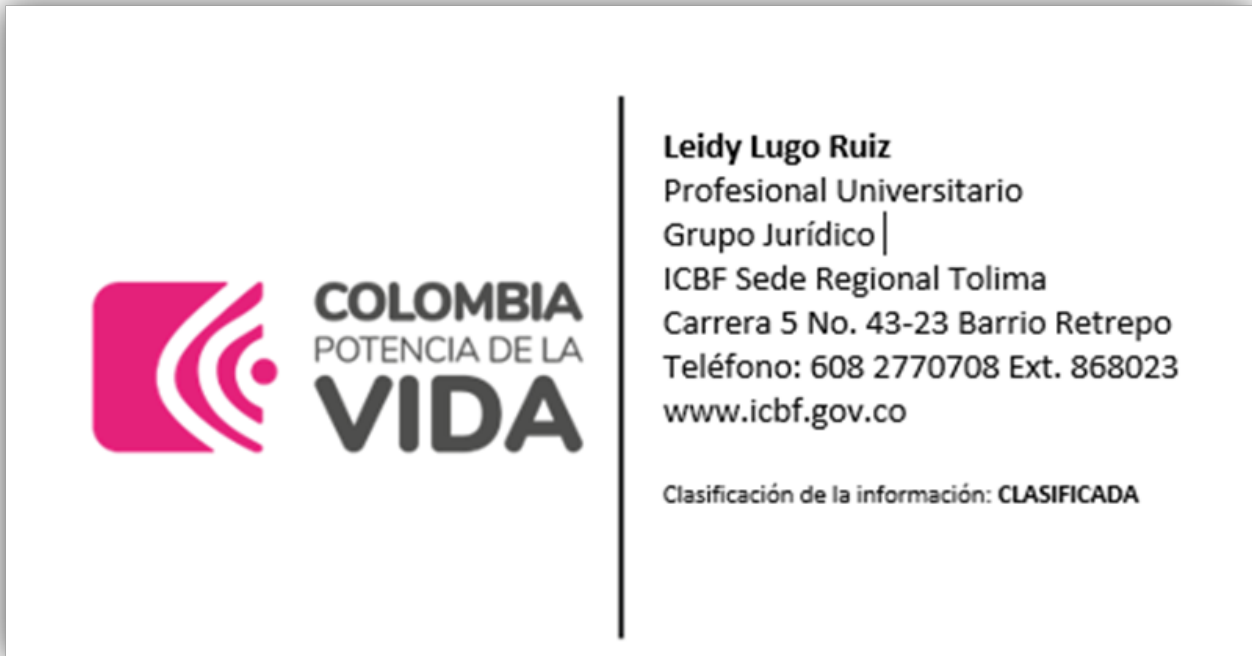 COLOMBIA
POTENCIA DE LA
VIDA
Leidy Lugo Ruiz
Profesional Universitario
Grupo Jurídico
ICBF Sede Regional Tolima
Carrera 5 No. 43-23 Barrio Retrepo
Teléfono: 608 2770708 Ext. 868023
www.icbf.gov.co
Clasificación de la información: CLASIFICADA